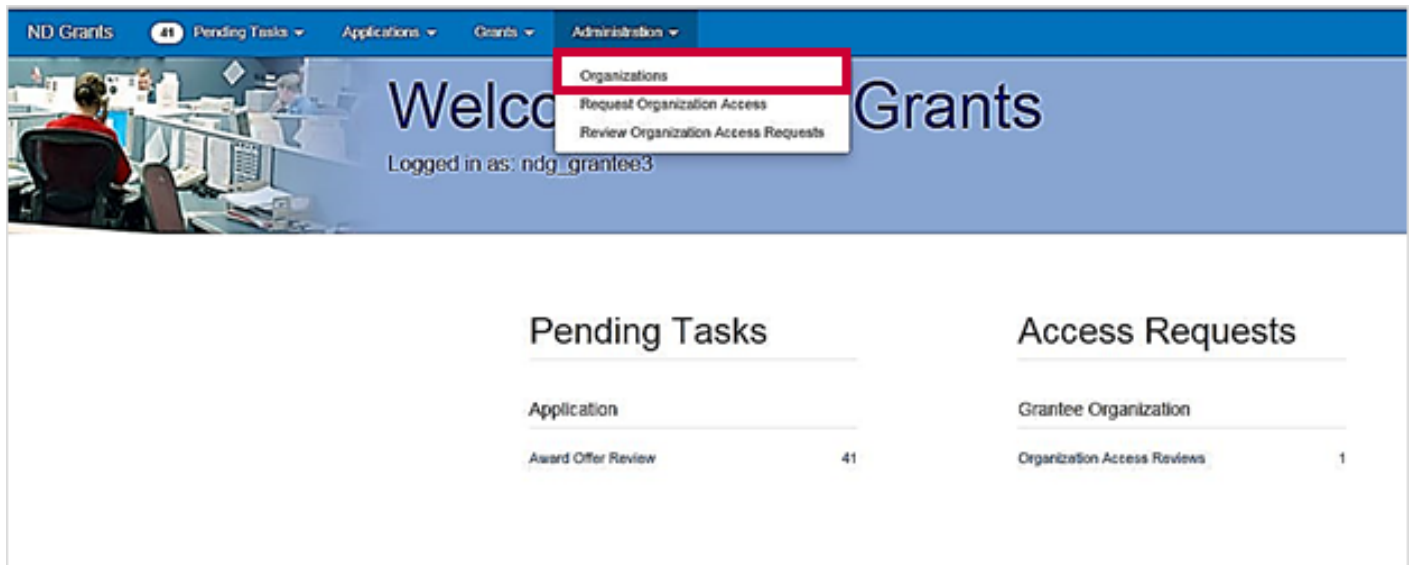 ND Grants 41 Pending Tasks Applications Grants Administration
Organizations
Request Organization Access
Review Organization Access Requests
Welco Grants
Logged in as: ndg_grantee3
Pending Tasks
Application
Award Offer Review 41
Access Requests
Grantee Organization
Organization Access Reviews 1